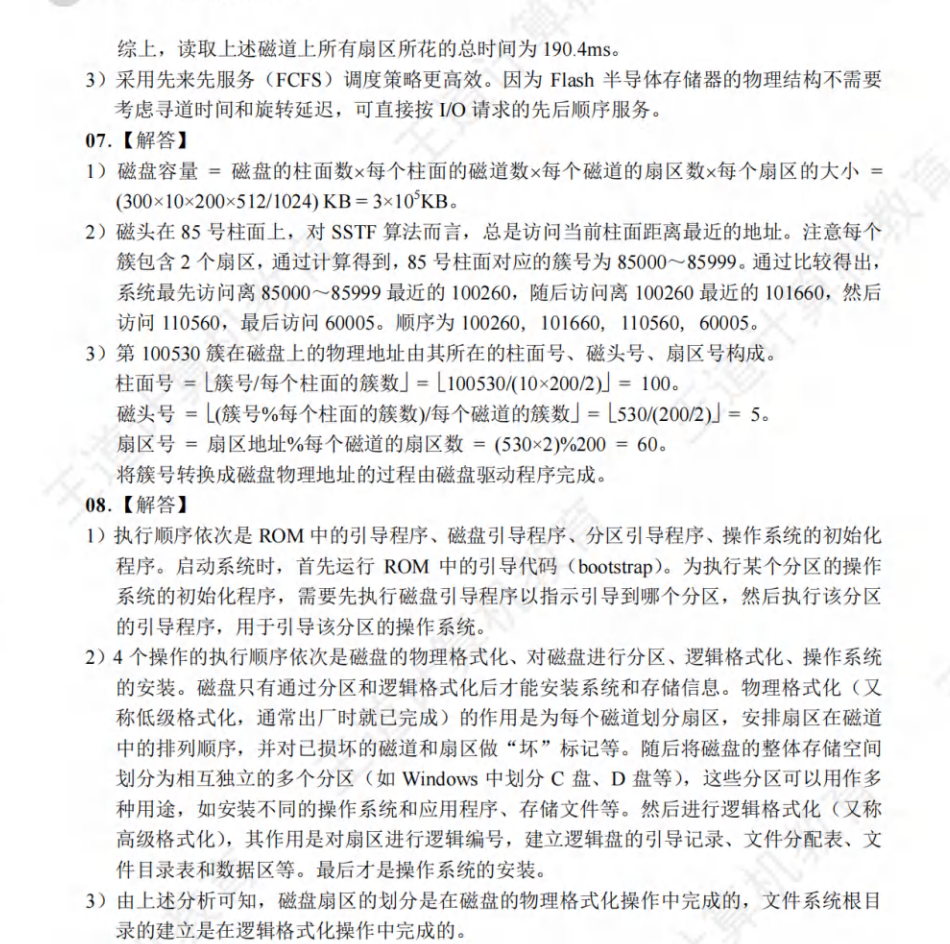 综上，读取上述磁道上所有扇区所花的总时间为 190.4ms。
3）采用先来先服务（FCFS）调度策略更高效。因为 Flash 半导体存储器的物理结构不需要
考虑寻道时间和旋转延迟，可直接按 I/O 请求的先后顺序服务。
07.【解答】
1）磁盘容量 = 磁盘的柱面数×每个柱面的磁道数×每个磁道的扇区数×每个扇区的大小 =
(300×10×200×512/1024) KB = 3×10⁵KB。
2）磁头在 85 号柱面上，对 SSTF 算法而言，总是访问当前柱面距离最近的地址。注意每个
簇包含 2 个扇区，通过计算得到，85 号柱面对应的簇号为 85000～85999。通过比较得出，
系统最先访问离 85000～85999 最近的 100260，随后访问离 100260 最近的 101660，然后
访问 110560，最后访问 60005。顺序为 100260, 101660, 110560, 60005。
3）第 100530 簇在磁盘上的物理地址由其所在的柱面号、磁头号、扇区号构成。
柱面号 = ⌊簇号/每个柱面的簇数⌋ = ⌊100530/(10×200/2)⌋ = 100。
磁头号 = ⌊(簇号%每个柱面的簇数)/每个磁道的簇数⌋ = ⌊530/(200/2)⌋ = 5。
扇区号 = 扇区地址%每个磁道的扇区数 = (530×2)%200 = 60。
将簇号转换成磁盘物理地址的过程由磁盘驱动程序完成。
08.【解答】
1）执行顺序依次是 ROM 中的引导程序、磁盘引导程序、分区引导程序、操作系统的初始化
程序。启动系统时，首先运行 ROM 中的引导代码（bootstrap）。为执行某个分区的操作
系统的初始化程序，需要先执行磁盘引导程序以指示引导到哪个分区，然后执行该分区
的引导程序，用于引导该分区的操作系统。
2）4 个操作的执行顺序依次是磁盘的物理格式化、对磁盘进行分区、逻辑格式化、操作系统
的安装。磁盘只有通过分区和逻辑格式化后才能安装系统和存储信息。物理格式化（又
称低级格式化，通常出厂时就已完成）的作用是为每个磁道划分扇区，安排扇区在磁道
中的排列顺序，并对已损坏的磁道和扇区做“坏”标记等。随后将磁盘的整体存储空间
划分为相互独立的多个分区（如 Windows 中划分 C 盘、D 盘等），这些分区可以用作多
种用途，如安装不同的操作系统和应用程序、存储文件等。然后进行逻辑格式化（又称
高级格式化），其作用是对扇区进行逻辑编号，建立逻辑盘的引导记录、文件分配表、文
件目录表和数据区等。最后才是操作系统的安装。
3）由上述分析可知，磁盘扇区的划分是在磁盘的物理格式化操作中完成的，文件系统根目
录的建立是在逻辑格式化操作中完成的。